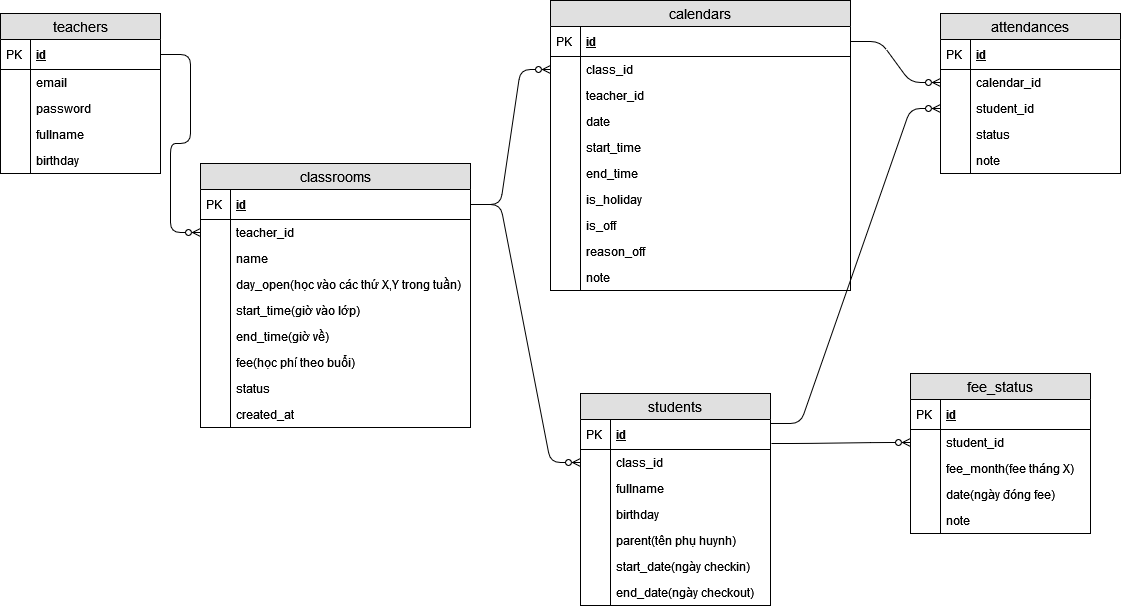 teachers
PK id
email
password
fullname
birthday
classrooms
PK id
teacher_id
name
day_open(học vào các thứ X,Y trong tuần)
start_time(giờ vào lớp)
end_time(giờ về)
fee(học phí theo buổi)
status
created_at
calendars
PK id
class_id
teacher_id
date
start_time
end_time
is_holiday
is_off
reason_off
note
students
PK id
class_id
fullname
birthday
parent(tên phụ huynh)
start_date(ngày checkin)
end_date(ngày checkout)
attendances
PK id
calendar_id
student_id
status
note
fee_status
PK id
student_id
fee_month(fee tháng X)
date(ngày đóng fee)
note